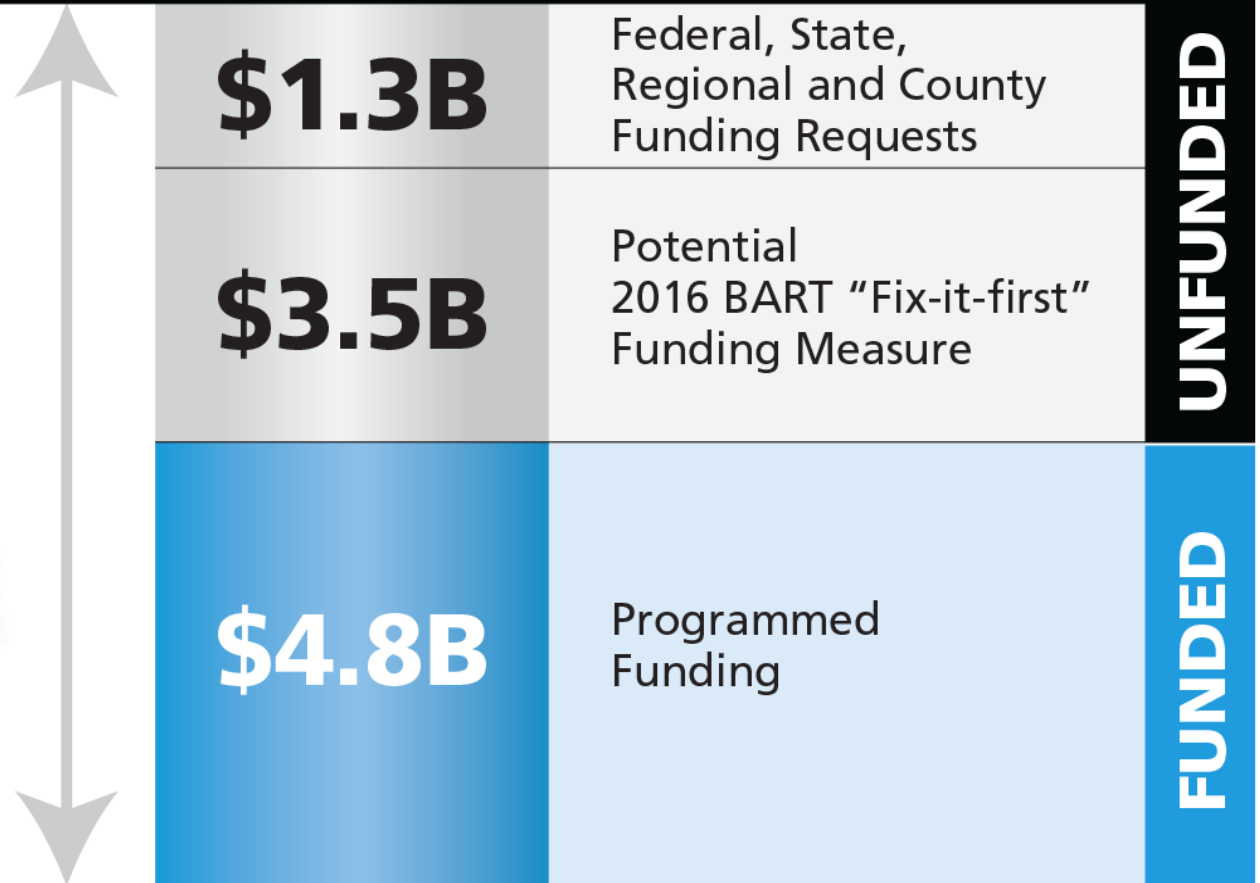 $1.3B
Federal, State,
Regional and County
Funding Requests
$3.5B
Potential
2016 BART “Fix-it-first”
Funding Measure
UNFUNDED
$4.8B
Programmed
Funding
FUNDED